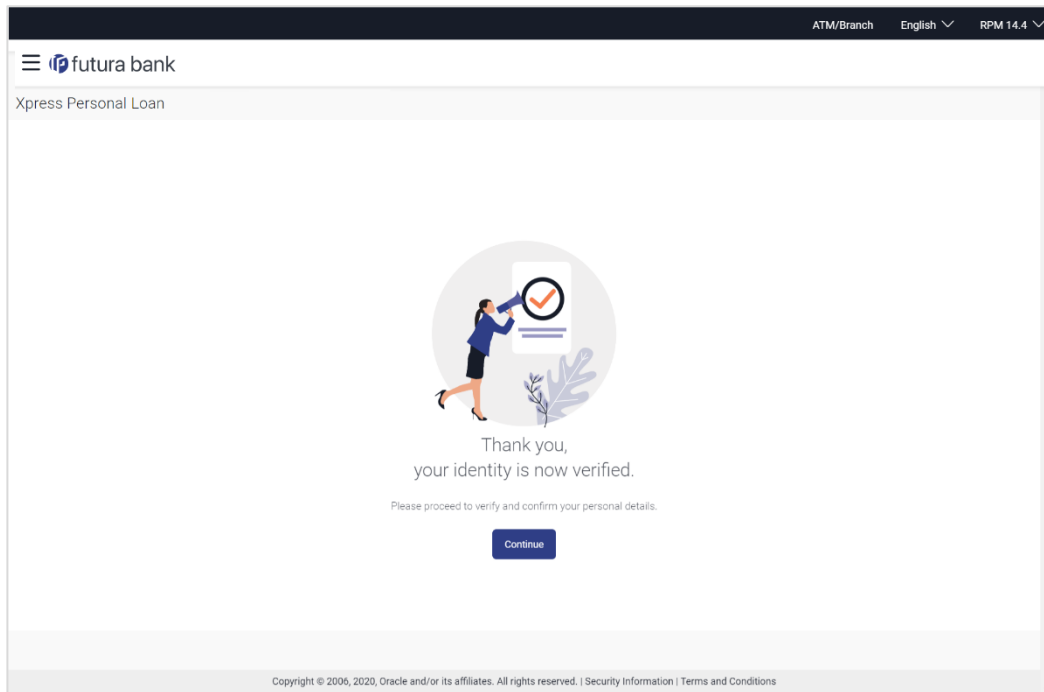 ATM/Branch English RPM 14.4
futura bank
Xpress Personal Loan
Thank you,
your identity is now verified.
Please proceed to verify and confirm your personal details.
Continue
Copyright © 2006, 2020, Oracle and/or its affiliates. All rights reserved. | Security Information | Terms and Conditions